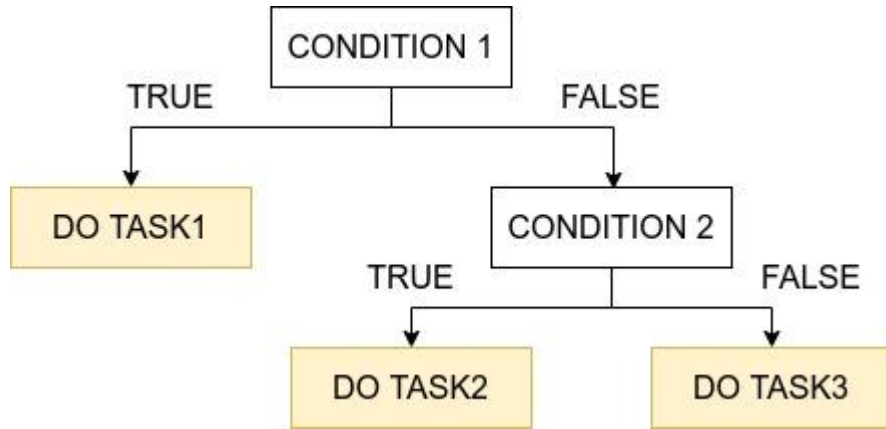 CONDITION 1
TRUE
FALSE
DO TASK1
CONDITION 2
TRUE
FALSE
DO TASK2
DO TASK3